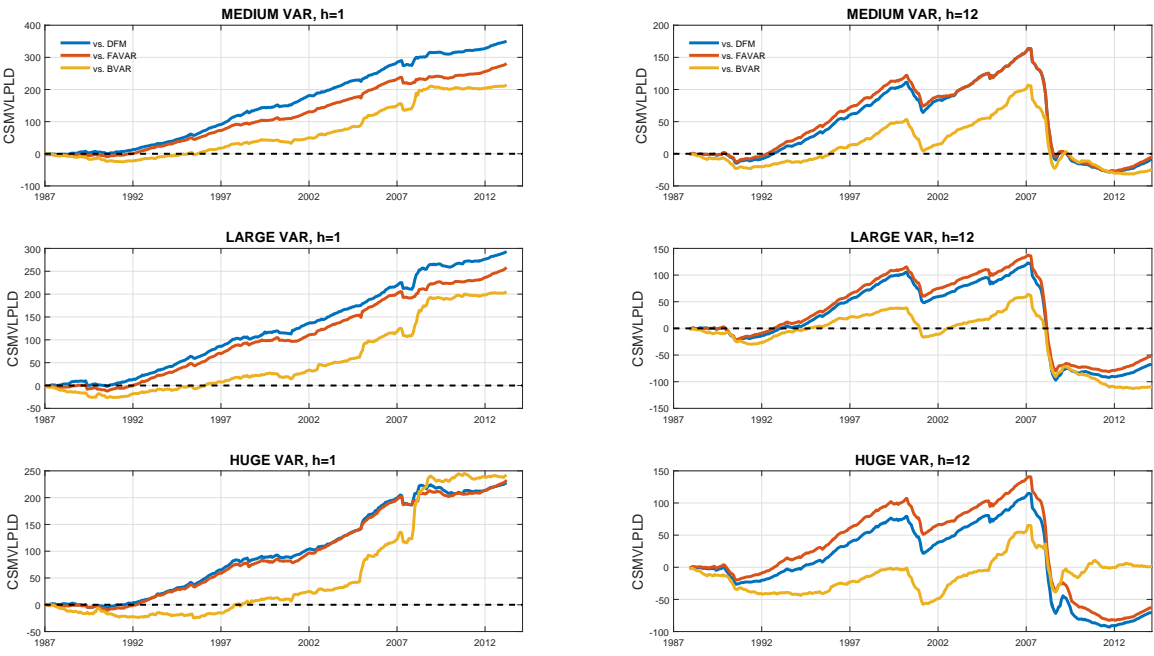 MEDIUM VAR, h=1
400
300
200
100
0
-100
CSMVLPLD
vs. DFM
vs. FAVAR
vs. BVAR
1987 1992 1997 2002 2007 2012
MEDIUM VAR, h=12
200
150
100
50
0
-50
CSMVLPLD
vs. DFM
vs. FAVAR
vs. BVAR
1987 1992 1997 2002 2007 2012
LARGE VAR, h=1
300
250
200
150
100
50
0
-50
CSMVLPLD
1987 1992 1997 2002 2007 2012
LARGE VAR, h=12
150
100
50
0
-50
-100
-150
CSMVLPLD
1987 1992 1997 2002 2007 2012
HUGE VAR, h=1
250
200
150
100
50
0
-50
CSMVLPLD
1987 1992 1997 2002 2007 2012
HUGE VAR, h=12
150
100
50
0
-50
-100
CSMVLPLD
1987 1992 1997 2002 2007 2012